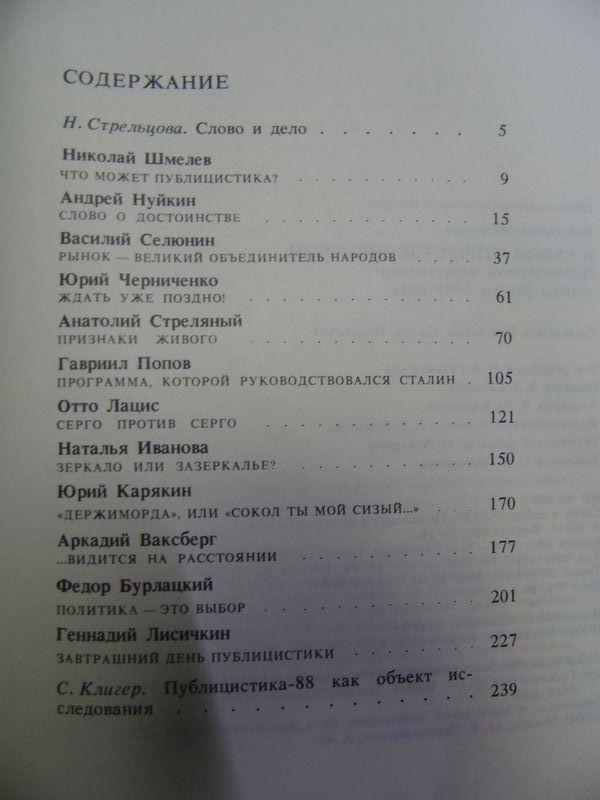 СОДЕРЖАНИЕ
Н. Стрельцова. Слово и дело . . . . . . . 5
Николай Шмелев
ЧТО МОЖЕТ ПУБЛИЦИСТИКА? . . . . . . . . . . . 9
Андрей Нуйкин
СЛОВО О ДОСТОИНСТВЕ . . . . . . . . . . . . 15
Василий Селюнин
РЫНОК — ВЕЛИКИЙ ОБЪЕДИНИТЕЛЬ НАРОДОВ . . . . . 37
Юрий Черниченко
ЖДАТЬ УЖЕ ПОЗДНО! . . . . . . . . . . . . . 61
Анатолий Стреляный
ПРИЗНАКИ ЖИВОГО . . . . . . . . . . . . . 70
Гавриил Попов
ПРОГРАММА, КОТОРОЙ РУКОВОДСТВОВАЛСЯ СТАЛИН . 105
Отто Лацис
СЕРГО ПРОТИВ СЕРГО . . . . . . . . . . . . 121
Наталья Иванова
ЗЕРКАЛО ИЛИ ЗАЗЕРКАЛЬЕ? . . . . . . . . . . 150
Юрий Карякин
«ДЕРЖИМОРДА», ИЛИ «СОКОЛ ТЫ МОЙ СИЗЫЙ...» . . . . 170
Аркадий Ваксберг
...ВИДИТСЯ НА РАССТОЯНИИ . . . . . . . . . . 177
Федор Бурлацкий
ПОЛИТИКА — ЭТО ВЫБОР . . . . . . . . . . . . 201
Геннадий Лисичкин
ЗАВТРАШНИЙ ДЕНЬ ПУБЛИЦИСТИКИ . . . . . . . 227
С. Клигер. Публицистика-88 как объект ис-
следования . . . . . . . . . . . . 239